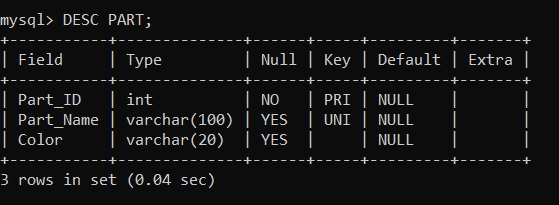 mysql> DESC PART;
+-----------+--------------+------+-----+---------+-------+
| Field     | Type         | Null | Key | Default | Extra |
+-----------+--------------+------+-----+---------+-------+
| Part_ID   | int          | NO   | PRI | NULL    |       |
| Part_Name | varchar(100) | YES  | UNI | NULL    |       |
| Color     | varchar(20)  | YES  |     | NULL    |       |
+-----------+--------------+------+-----+---------+-------+
3 rows in set (0.04 sec)